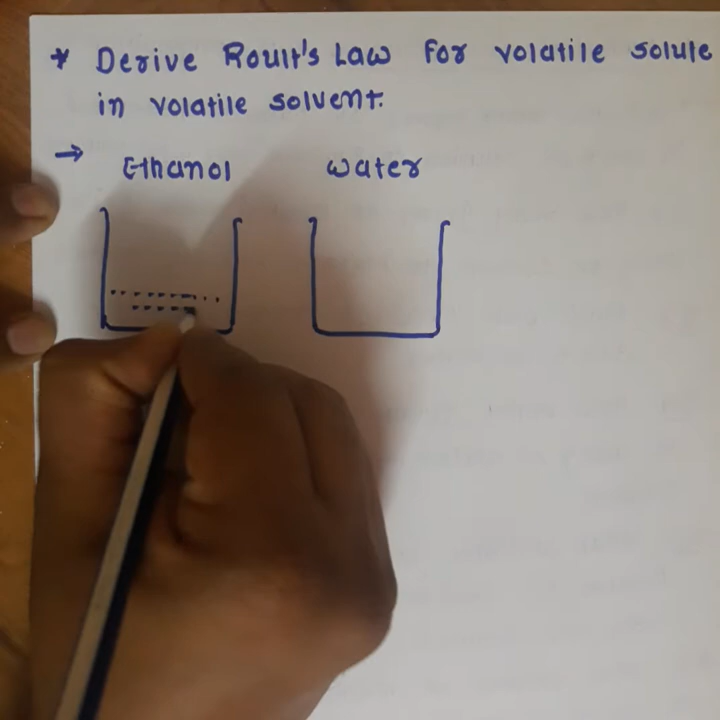 * Derive Roult's Law For volatile solute
in volatile solvent.
→ Ethanol water